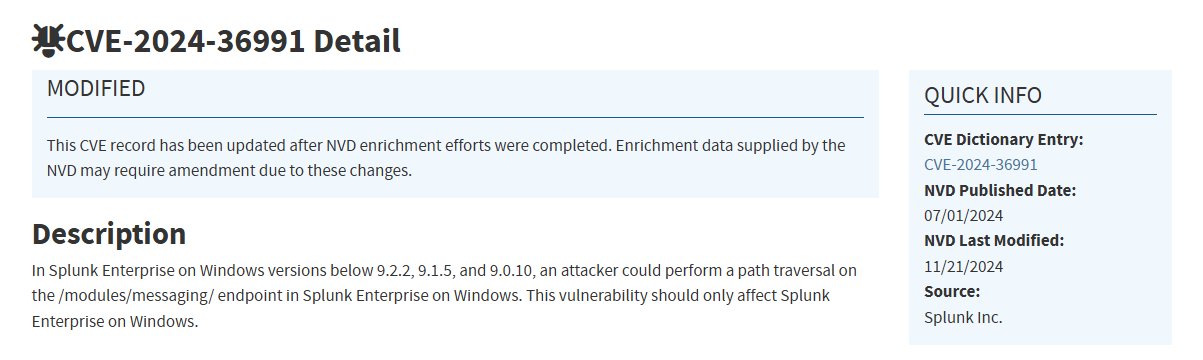 CVE-2024-36991 Detail
MODIFIED
This CVE record has been updated after NVD enrichment efforts were completed. Enrichment data supplied by the
NVD may require amendment due to these changes.
Description
In Splunk Enterprise on Windows versions below 9.2.2, 9.1.5, and 9.0.10, an attacker could perform a path traversal on
the /modules/messaging/ endpoint in Splunk Enterprise on Windows. This vulnerability should only affect Splunk
Enterprise on Windows.
QUICK INFO
CVE Dictionary Entry:
CVE-2024-36991
NVD Published Date:
07/01/2024
NVD Last Modified:
11/21/2024
Source:
Splunk Inc.